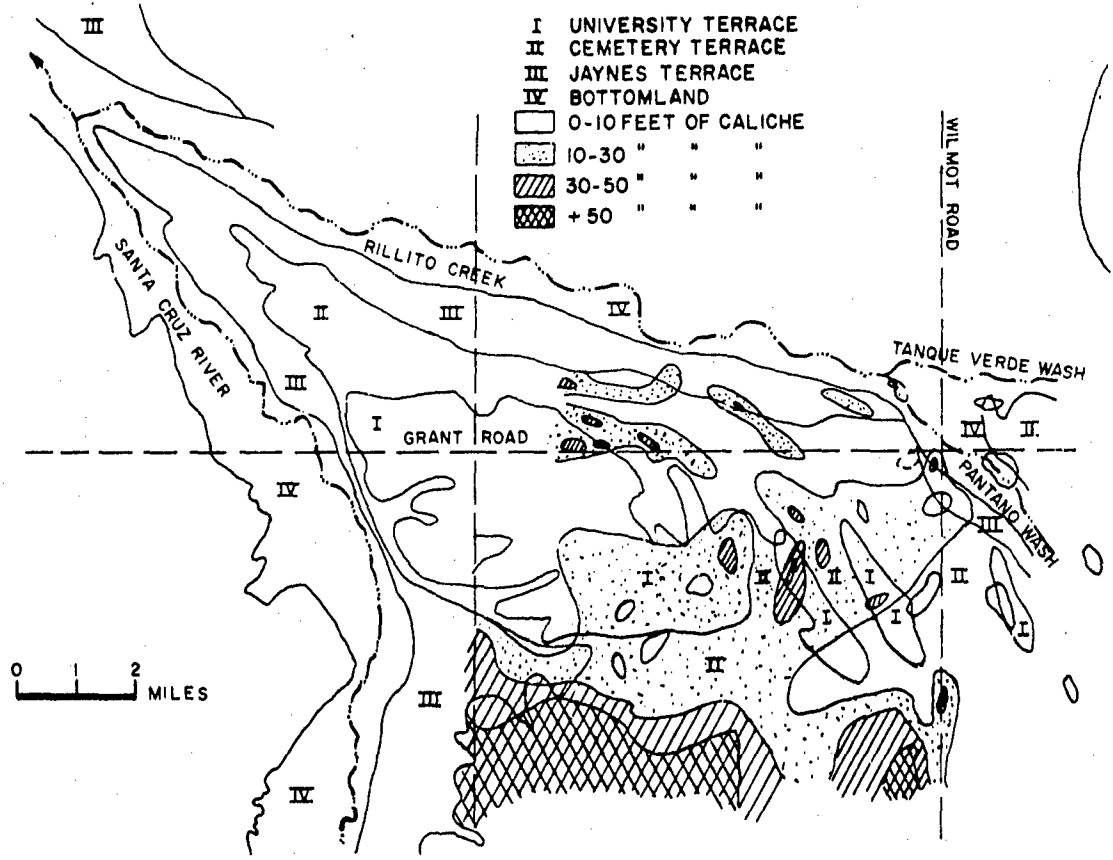 III
I UNIVERSITY TERRACE
II CEMETERY TERRACE
III JAYNES TERRACE
IV BOTTOMLAND
0-10 FEET OF CALICHE
10-30 " " "
30-50 " " "
+50 " " "
WILMOT ROAD
SANTA CRUZ RIVER
RILLITO CREEK
II
III
IV
TANQUE VERDE WASH
III
I
GRANT ROAD
IV
II
PANTANO WASH
IV
III
I
II
II
I
II
I
I
I
II
0 1 2 MILES
III
IV